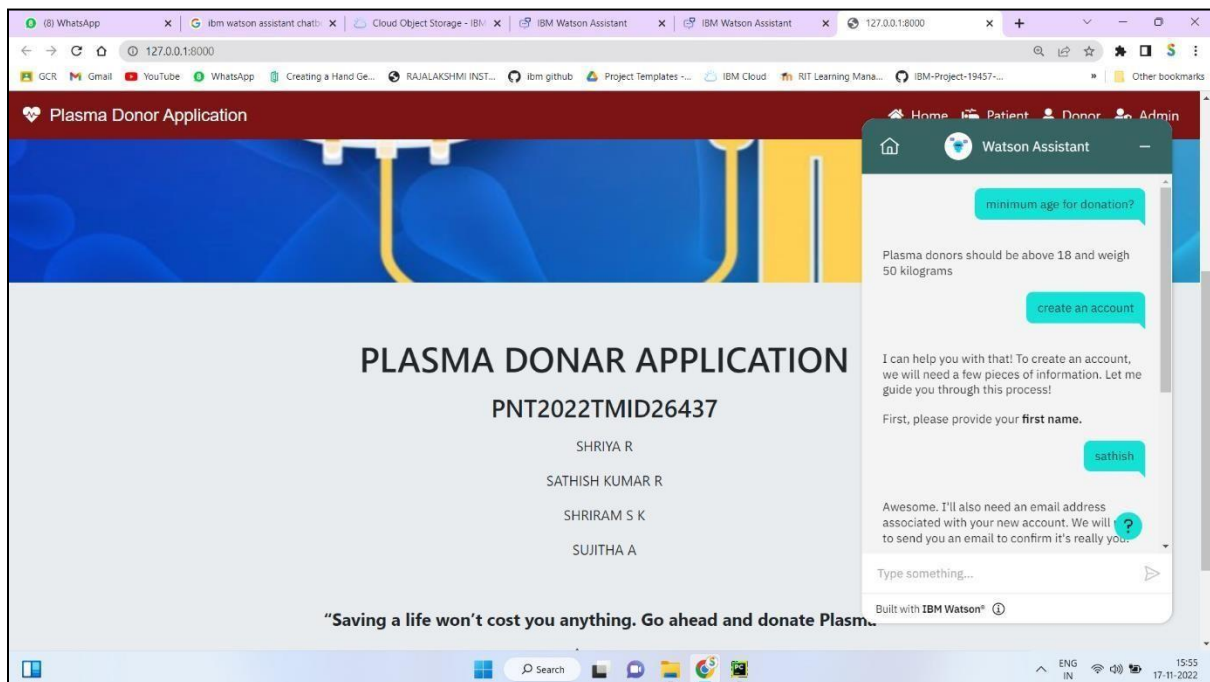 (8) WhatsApp
ibm watson assistant chatb
Cloud Object Storage - IBM
IBM Watson Assistant
IBM Watson Assistant
127.0.0.1:8000
127.0.0.1:8000
GCR
Gmail
YouTube
WhatsApp
Creating a Hand Ge...
RAJALAKSHMI INST...
ibm github
Project Templates -...
IBM Cloud
RIT Learning Mana...
IBM-Project-19457-...
»
Other bookmarks
Plasma Donor Application
Home
Patient
Donor
Admin
PLASMA DONAR APPLICATION
PNT2022TMID26437
SHRIYA R
SATHISH KUMAR R
SHRIRAM S K
SUJITHA A
“Saving a life won’t cost you anything. Go ahead and donate Plasma
Watson Assistant
minimum age for donation?
Plasma donors should be above 18 and weigh
50 kilograms
create an account
I can help you with that! To create an account,
we will need a few pieces of information. Let me
guide you through this process!
First, please provide your first name.
sathish
Awesome. I'll also need an email address
associated with your new account. We will
to send you an email to confirm it's really you.
?
Type something...
Built with IBM Watson®
Search
ENG
IN
15:55
17-11-2022